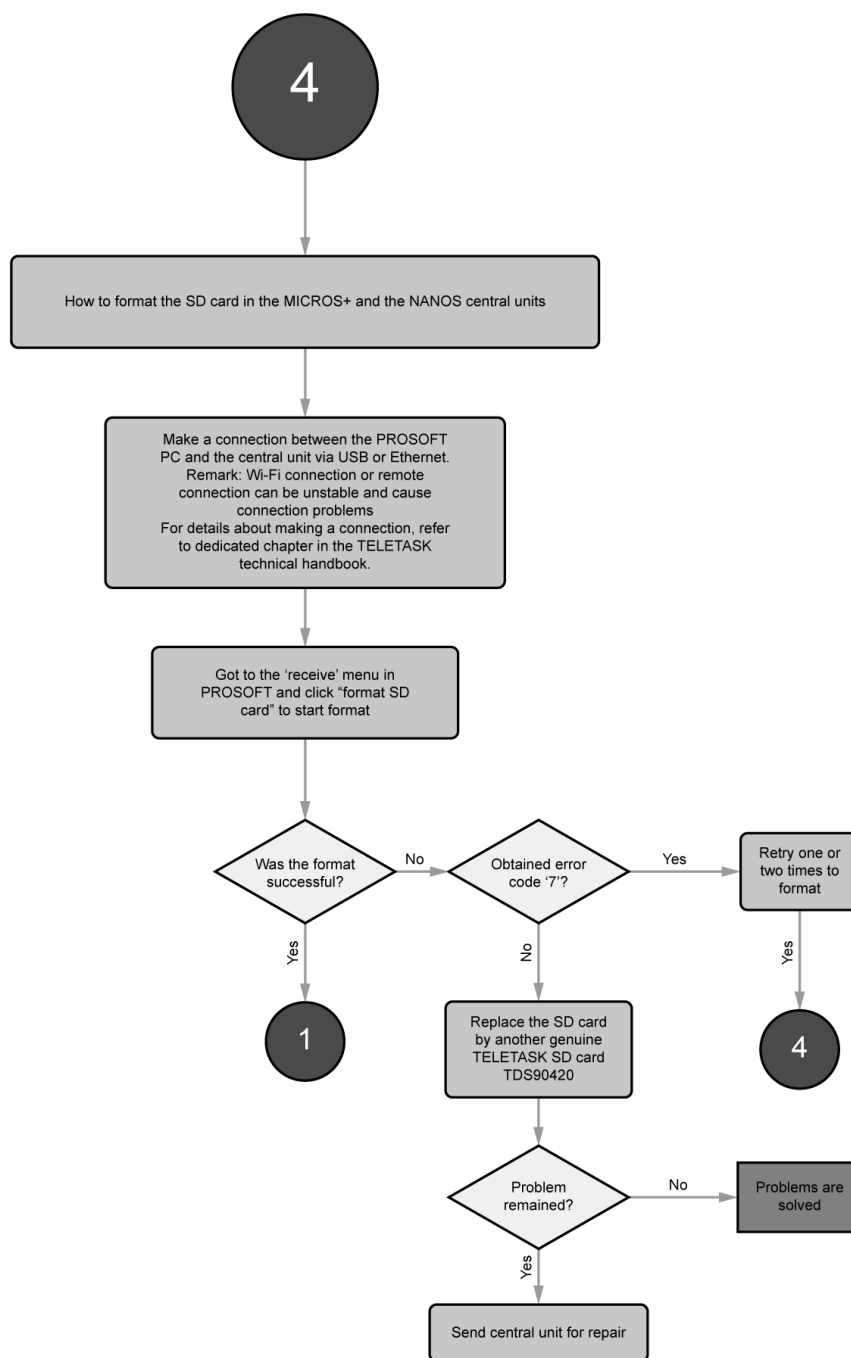 4
How to format the SD card in the MICROS+ and the NANOS central units
Make a connection between the PROSOFT
PC and the central unit via USB or Ethernet.
Remark: Wi-Fi connection or remote
connection can be unstable and cause
connection problems
For details about making a connection, refer
to dedicated chapter in the TELETASK
technical handbook.
Got to the ‘receive’ menu in
PROSOFT and click “format SD
card” to start format
Was the format
successful?
No
Obtained error
code ‘7’?
Yes
Retry one or
two times to
format
Yes
No
Yes
1
Replace the SD card
by another genuine
TELETASK SD card
TDS90420
4
Problem
remained?
No
Problems are
solved
Yes
Send central unit for repair